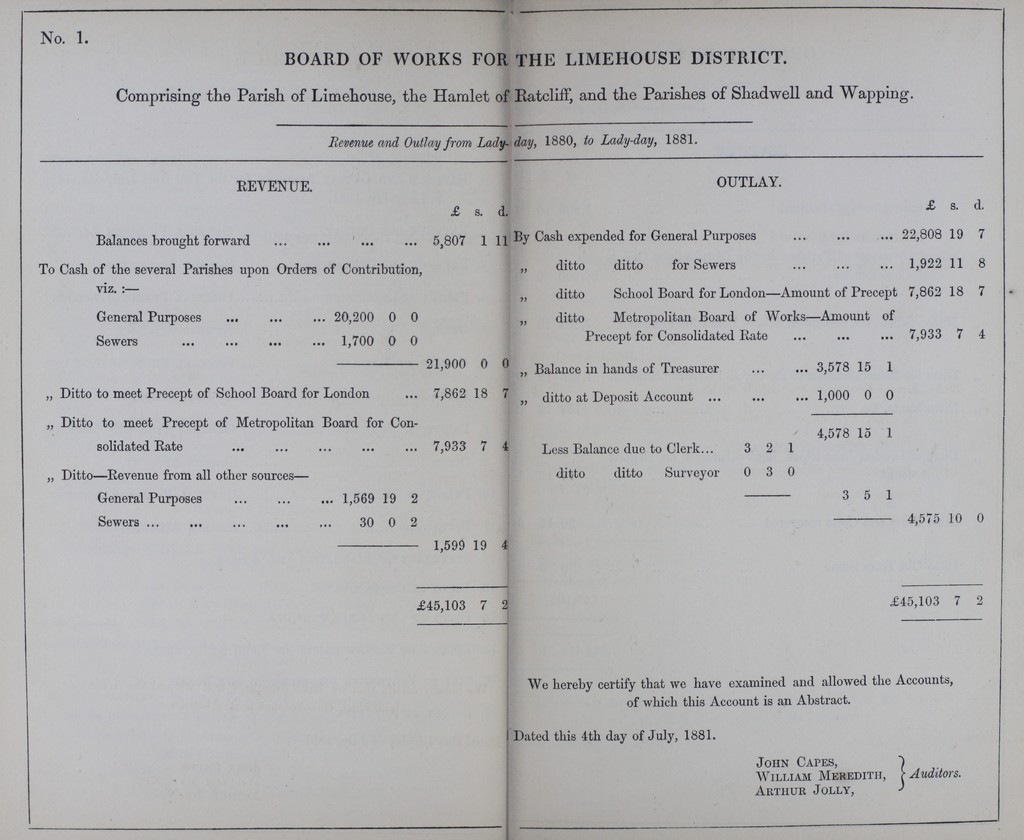 No. 1.
BOARD OF WORKS FOR THE LIMEHOUSE DISTRICT.
Comprising the Parish of Limehouse, the Hamlet of Ratcliff, and the Parishes of Shadwell and Wapping.
Revenue and Outlay from Lady-day, 1880, to Lady-day, 1881.
REVENUE.
£ s. d.
Balances brought forward ... ... ... ... 5,807 1 11
To Cash of the several Parishes upon Orders of Contribution,
viz. :—
General Purposes ... ... ... 20,200 0 0
Sewers ... ... ... ... 1,700 0 0
21,900 0 0
„ Ditto to meet Precept of School Board for London ... 7,862 18 7
„ Ditto to meet Precept of Metropolitan Board for Con-
solidated Rate ... ... ... ... ... 7,933 7 4
„ Ditto—Revenue from all other sources—
General Purposes ... ... ... 1,569 19 2
Sewers ... ... ... ... ... 30 0 2
1,599 19 4
£45,103 7 2
OUTLAY.
£ s. d.
By Cash expended for General Purposes ... ... ... 22,808 19 7
„ ditto ditto for Sewers ... ... ... 1,922 11 8
„ ditto School Board for London—Amount of Precept 7,862 18 7
„ ditto Metropolitan Board of Works—Amount of
Precept for Consolidated Rate ... ... ... 7,933 7 4
„ Balance in hands of Treasurer ... ... 3,578 15 1
„ ditto at Deposit Account ... ... ... 1,000 0 0
4,578 15 1
Less Balance due to Clerk... 3 2 1
ditto ditto Surveyor 0 3 0
3 5 1
4,575 10 0
£45,103 7 2
We hereby certify that we have examined and allowed the Accounts,
of which this Account is an Abstract.
Dated this 4th day of July, 1881.
JOHN CAPES,
WILLIAM MEREDITH, } Auditors.
ARTHUR JOLLY,